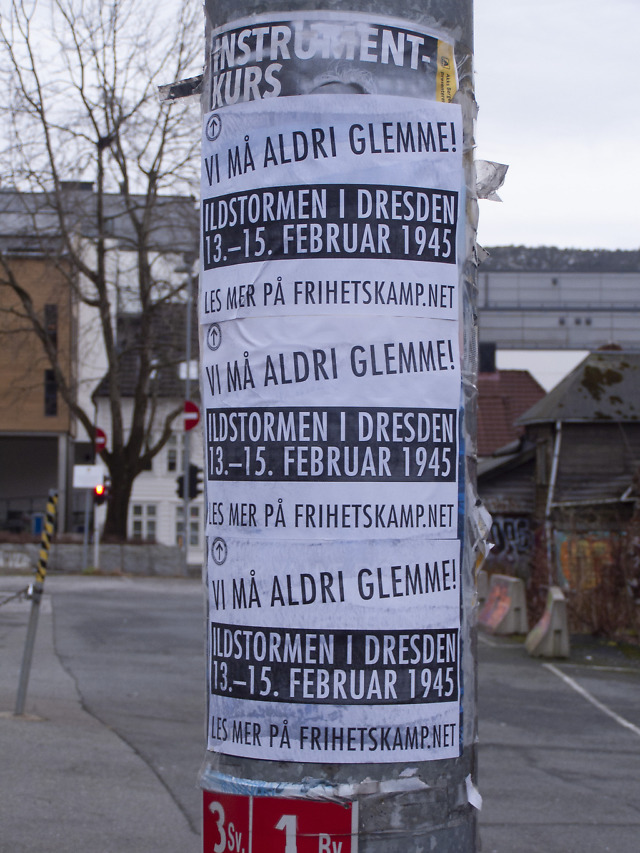 INSTRUMENT-
KURS
VI MÅ ALDRI GLEMME!
ILDSTORMEN I DRESDEN
13.–15. FEBRUAR 1945
LES MER PÅ FRIHETSKAMP.NET
VI MÅ ALDRI GLEMME!
ILDSTORMEN I DRESDEN
13.–15. FEBRUAR 1945
LES MER PÅ FRIHETSKAMP.NET
VI MÅ ALDRI GLEMME!
ILDSTORMEN I DRESDEN
13.–15. FEBRUAR 1945
LES MER PÅ FRIHETSKAMP.NET
3 Sv. 1 Rv